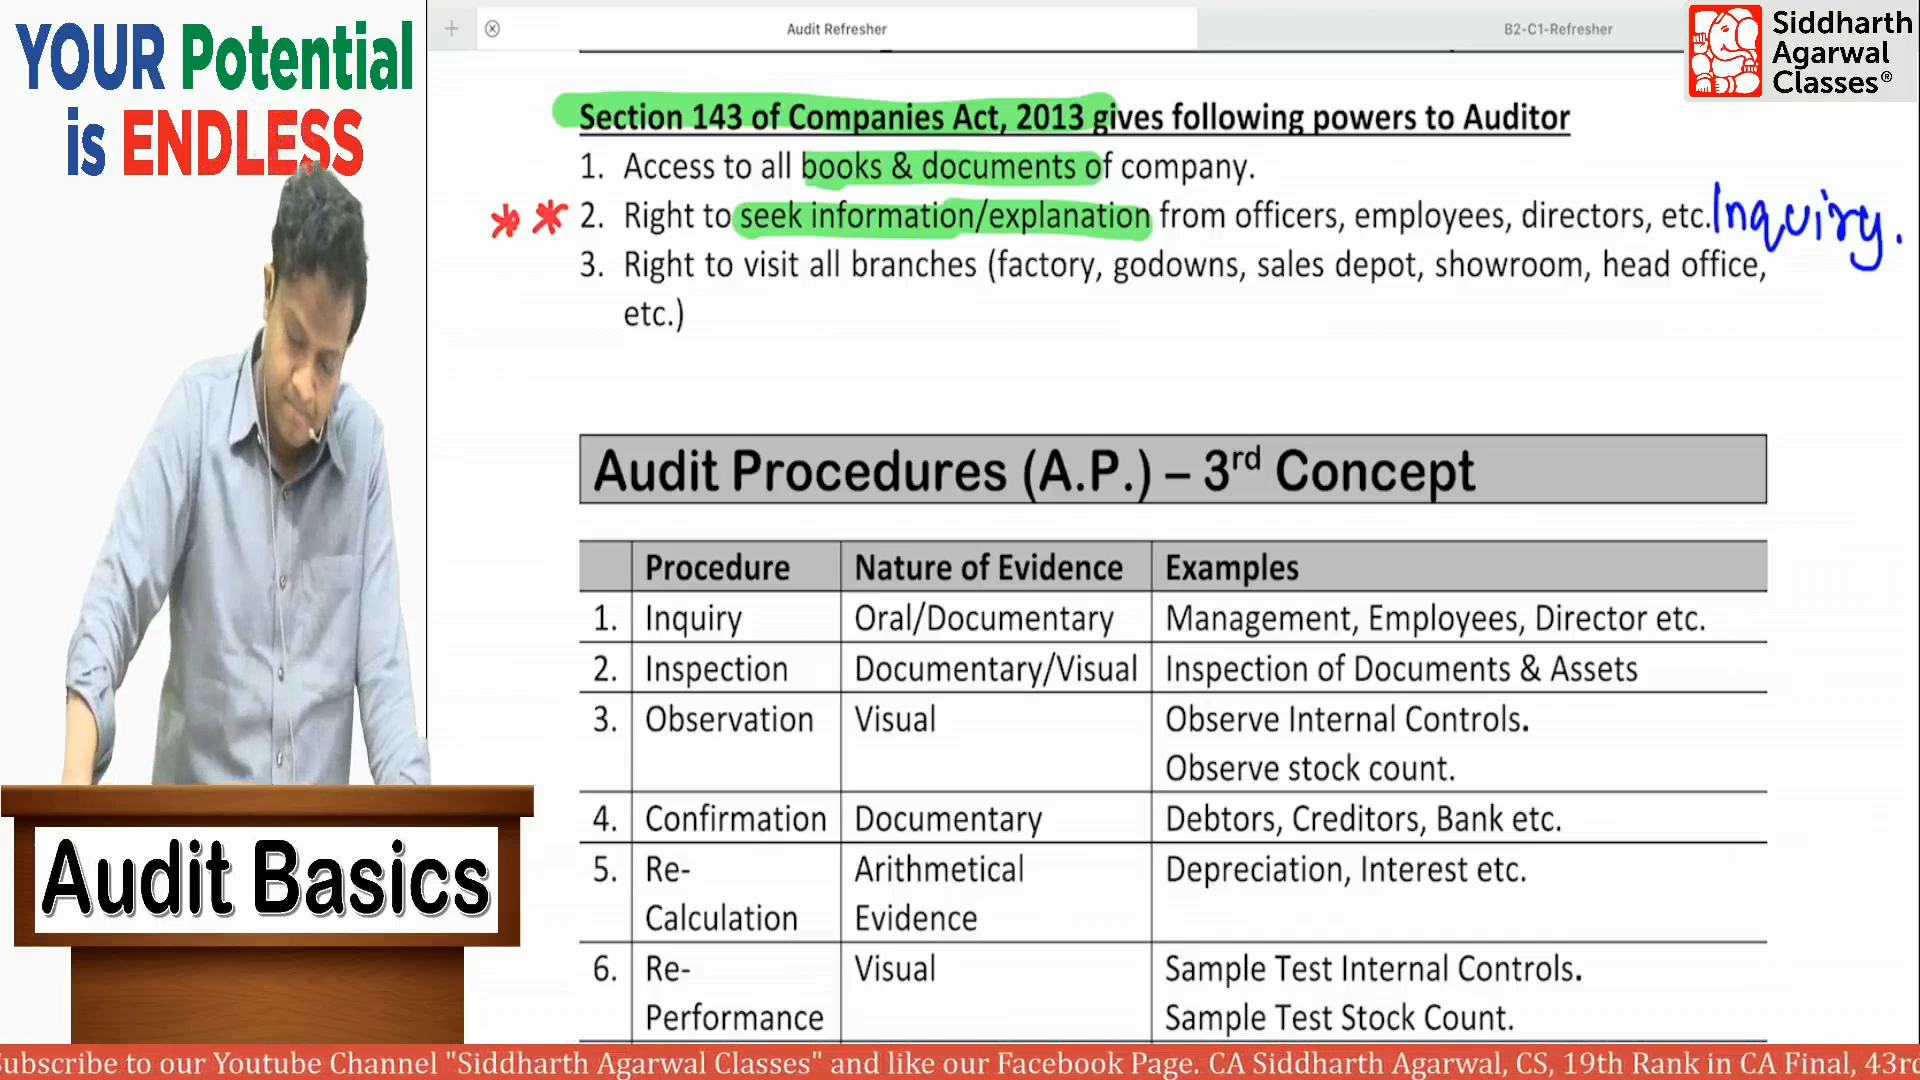 YOUR Potential
is ENDLESS
Audit Refresher
B2-C1-Refresher
Siddharth
Agarwal
Classes®
Section 143 of Companies Act, 2013 gives following powers to Auditor
1. Access to all books & documents of company.
** 2. Right to seek information/explanation from officers, employees, directors, etc. Inquiry.
3. Right to visit all branches (factory, godowns, sales depot, showroom, head office,
etc.)
Audit Procedures (A.P.) – 3rd Concept
Procedure Nature of Evidence Examples
1. Inquiry Oral/Documentary Management, Employees, Director etc.
2. Inspection Documentary/Visual Inspection of Documents & Assets
3. Observation Visual Observe Internal Controls.
Observe stock count.
4. Confirmation Documentary Debtors, Creditors, Bank etc.
5. Re- Arithmetical Depreciation, Interest etc.
Calculation Evidence
6. Re- Visual Sample Test Internal Controls.
Performance Sample Test Stock Count.
Audit Basics
ubscribe to our Youtube Channel "Siddharth Agarwal Classes" and like our Facebook Page. CA Siddharth Agarwal, CS, 19th Rank in CA Final, 43rd